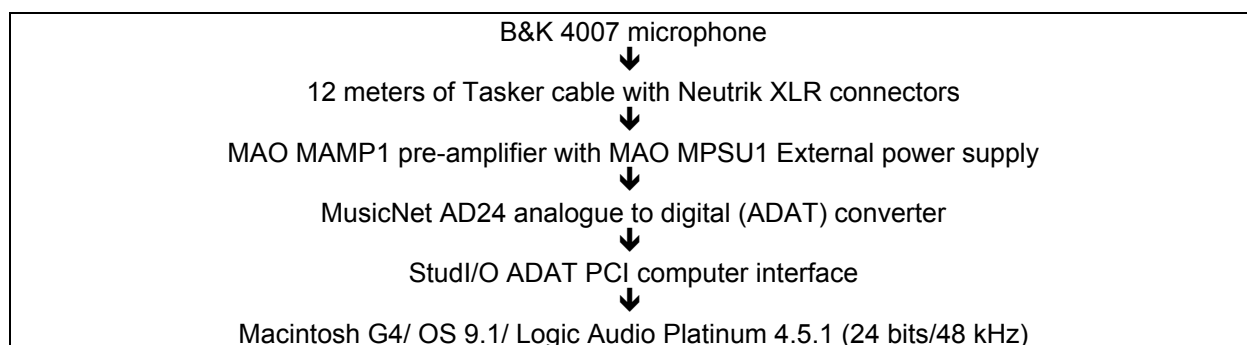 B&K 4007 microphone
12 meters of Tasker cable with Neutrik XLR connectors
MAO MAMP1 pre-amplifier with MAO MPSU1 External power supply
MusicNet AD24 analogue to digital (ADAT) converter
StudI/O ADAT PCI computer interface
Macintosh G4/ OS 9.1/ Logic Audio Platinum 4.5.1 (24 bits/48 kHz)